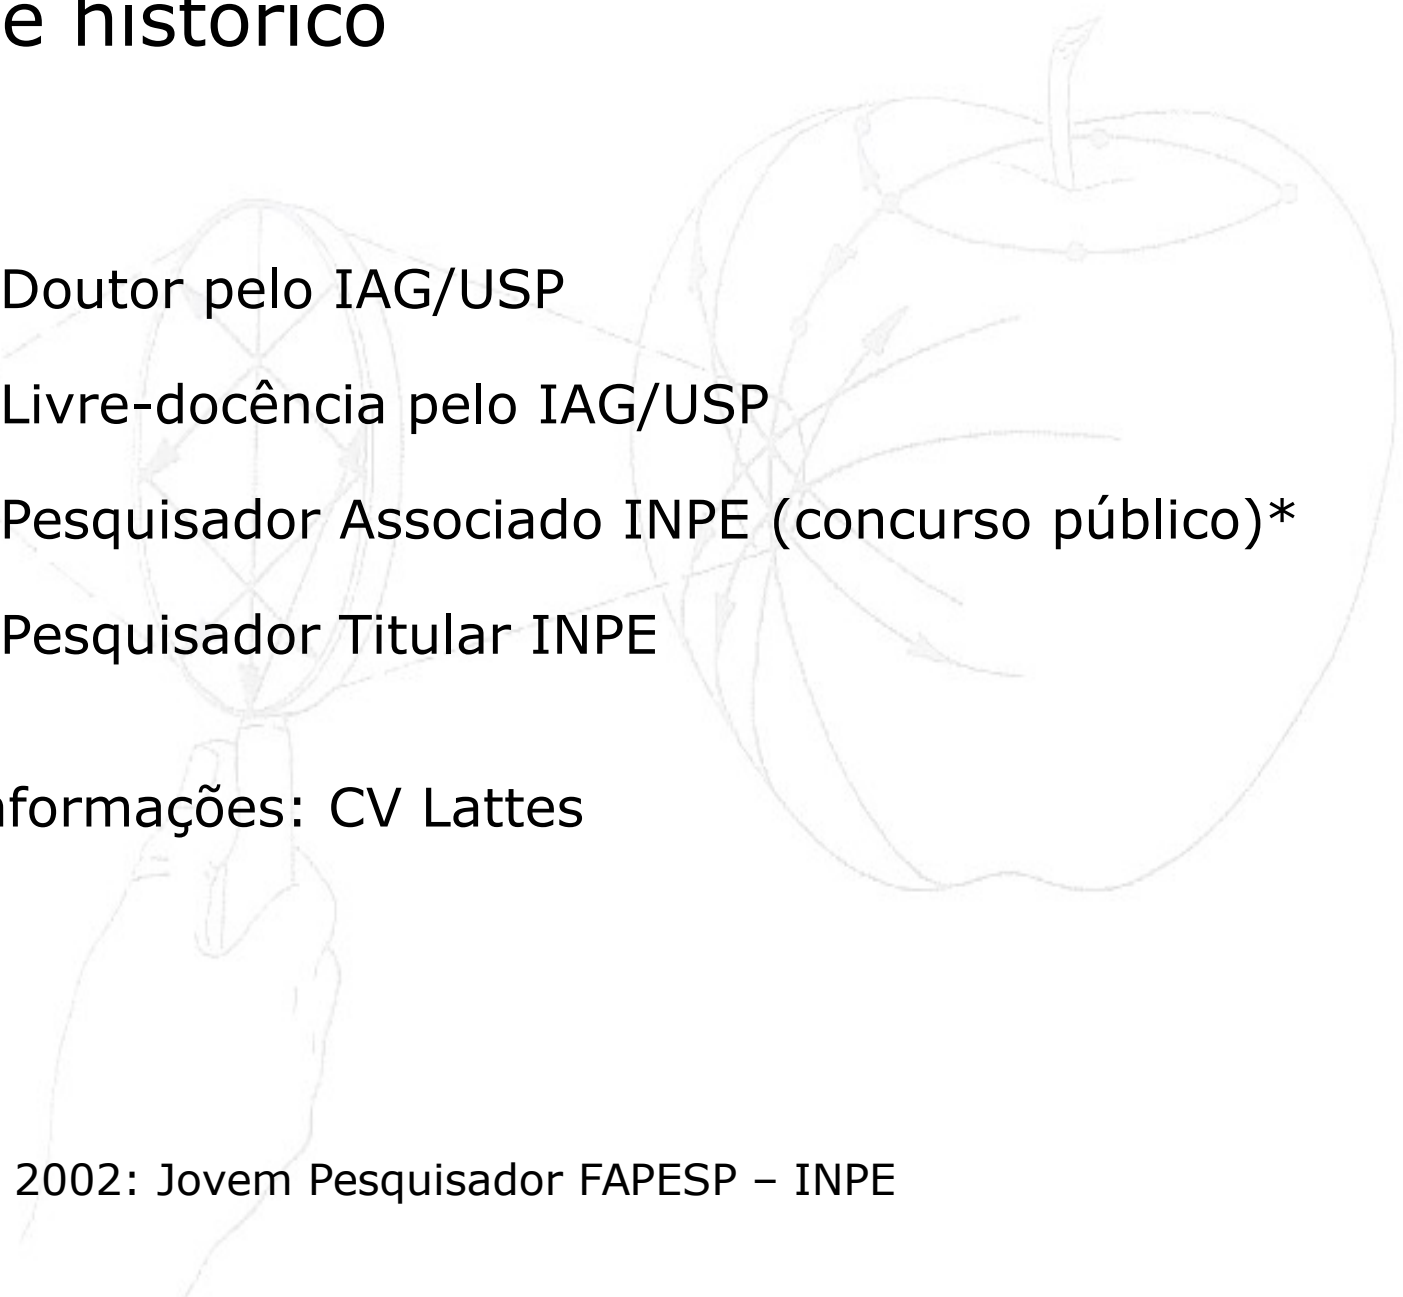 e histórico
Doutor pelo IAG/USP
Livre-docência pelo IAG/USP
Pesquisador Associado INPE (concurso público)*
Pesquisador Titular INPE
nformações: CV Lattes
2002: Jovem Pesquisador FAPESP – INPE